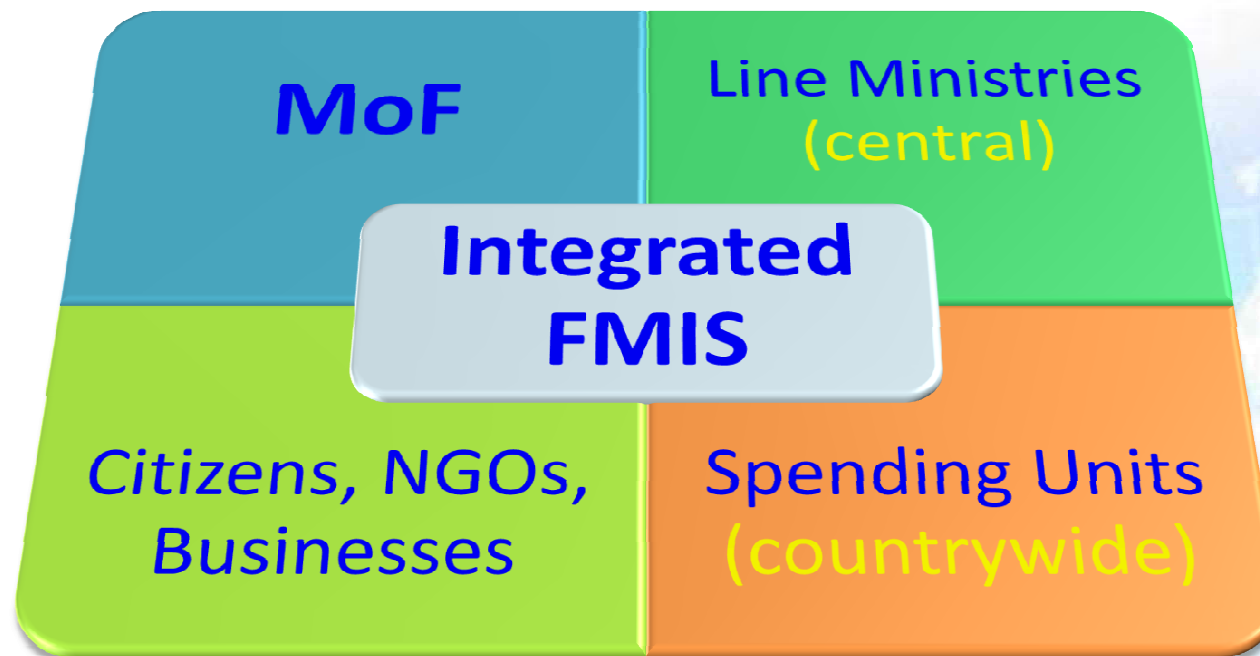 MoF
Line Ministries
(central)
Integrated
FMIS
Citizens, NGOs,
Businesses
Spending Units
(countrywide)